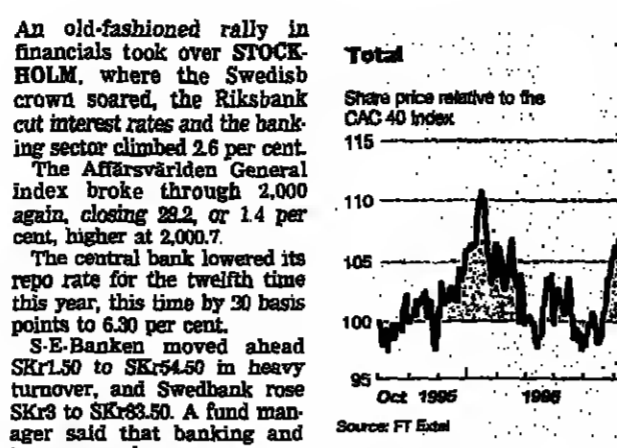 An old-fashioned rally in
financials took over STOCK-
HOLM, where the Swedish
crown soared, the Riksbank
cut interest rates and the bank-
ing sector climbed 2.6 per cent.
The Affärsvärlden General
index broke through 2,000
again, closing 28.2, or 1.4 per
cent, higher at 2,000.7.
The central bank lowered its
repo rate for the twelfth time
this year, this time by 30 basis
points to 6.30 per cent.
S-E-Banken moved ahead
SKr1.50 to SKr54.50 in heavy
turnover, and Swedbank rose
SKr3 to SKr83.50. A fund man-
ager said that banking and
Total
Share price relative to the
CAC 40 Index
115
110
105
100
95
Oct 1995 1996
Source: FT Extel